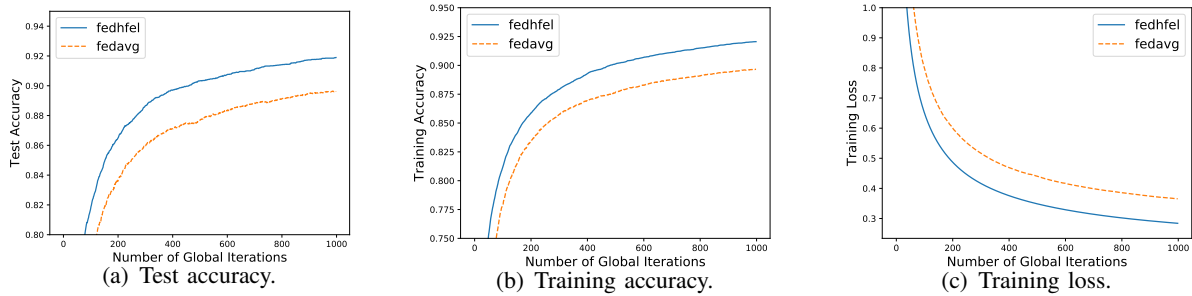 0.94
0.92
0.90
0.88
0.86
0.84
0.82
0.80
Test Accuracy
fedhfel
fedavg
0 200 400 600 800 1000
Number of Global Iterations
(a) Test accuracy.
0.950
0.925
0.900
0.875
0.850
0.825
0.800
0.775
0.750
Training Accuracy
fedhfel
fedavg
0 200 400 600 800 1000
Number of Global Iterations
(b) Training accuracy.
1.0
0.9
0.8
0.7
0.6
0.5
0.4
0.3
Training Loss
fedhfel
fedavg
0 200 400 600 800 1000
Number of Global Iterations
(c) Training loss.